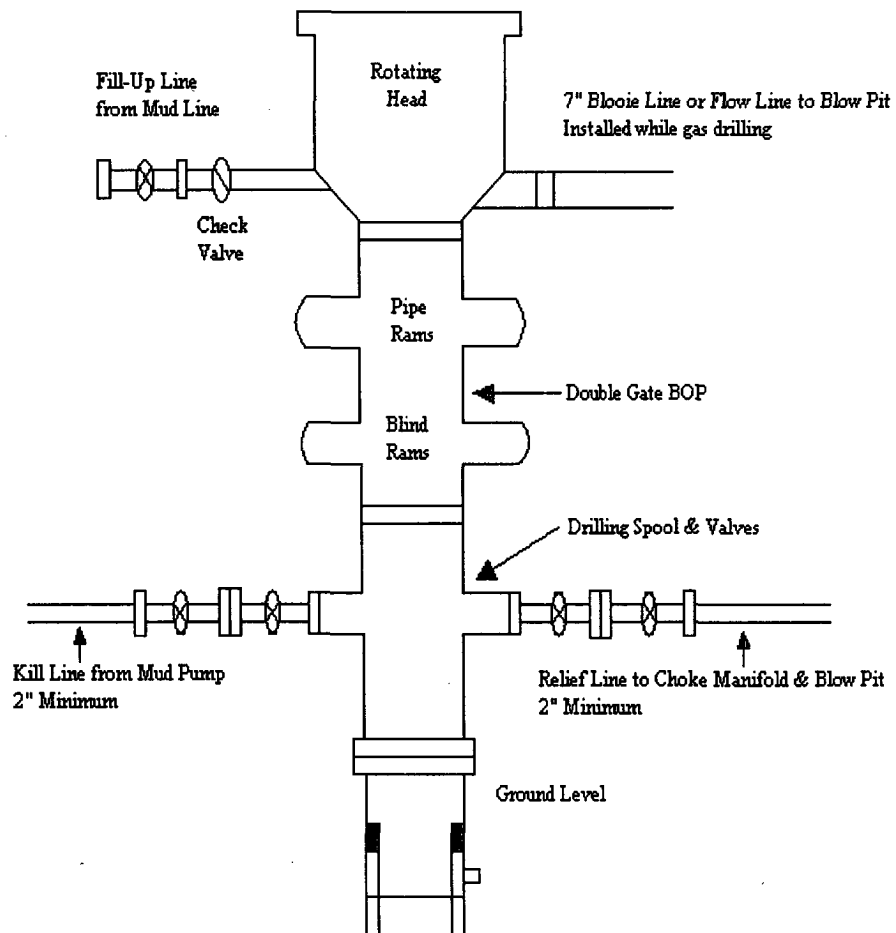 Rotating
Head
Fill-Up Line
from Mud Line
7" Blooie Line or Flow Line to Blow Pit
Installed while gas drilling
Check
Valve
Pipe
Rams
Double Gate BOP
Blind
Rams
Drilling Spool & Valves
Kill Line from Mud Pump
2" Minimum
Relief Line to Choke Manifold & Blow Pit
2" Minimum
Ground Level